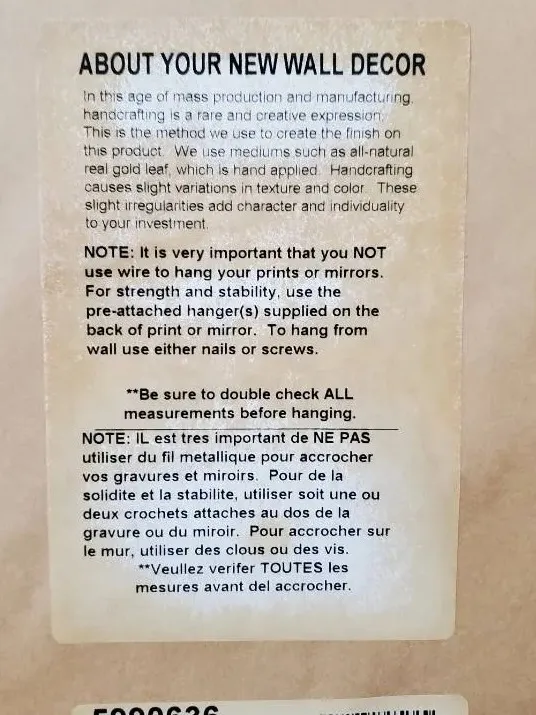 ABOUT YOUR NEW WALL DECOR
In this age of mass production and manufacturing,
handcrafting is a rare and creative expression.
This is the method we use to create the finish on
this product. We use mediums such as all-natural
real gold leaf, which is hand applied. Handcrafting
causes slight variations in texture and color. These
slight irregularities add character and individuality
to your investment.
NOTE: It is very important that you NOT
use wire to hang your prints or mirrors.
For strength and stability, use the
pre-attached hanger(s) supplied on the
back of print or mirror. To hang from
wall use either nails or screws.
**Be sure to double check ALL
measurements before hanging.
NOTE: IL est tres important de NE PAS
utiliser du fil metallique pour accrocher
vos gravures et miroirs. Pour de la
solidite et la stabilite, utiliser soit une ou
deux crochets attaches au dos de la
gravure ou du miroir. Pour accrocher sur
le mur, utiliser des clous ou des vis.
**Veullez verifer TOUTES les
mesures avant del accrocher.